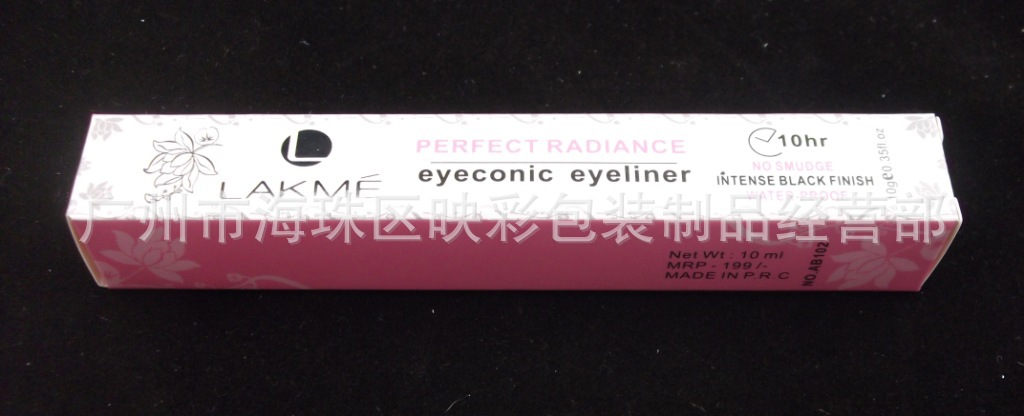 LAKMÉ
PERFECT RADIANCE
eyeconic eyeliner
10hr
NO SMUDGE
INTENSE BLACK FINISH
WATER PROOF
10g℮0.35fl.oz
广州市海珠区映彩包装制品经营部
Net Wt : 10 ml
MRP - 199 /-
MADE IN P.R.C
NO.AB102